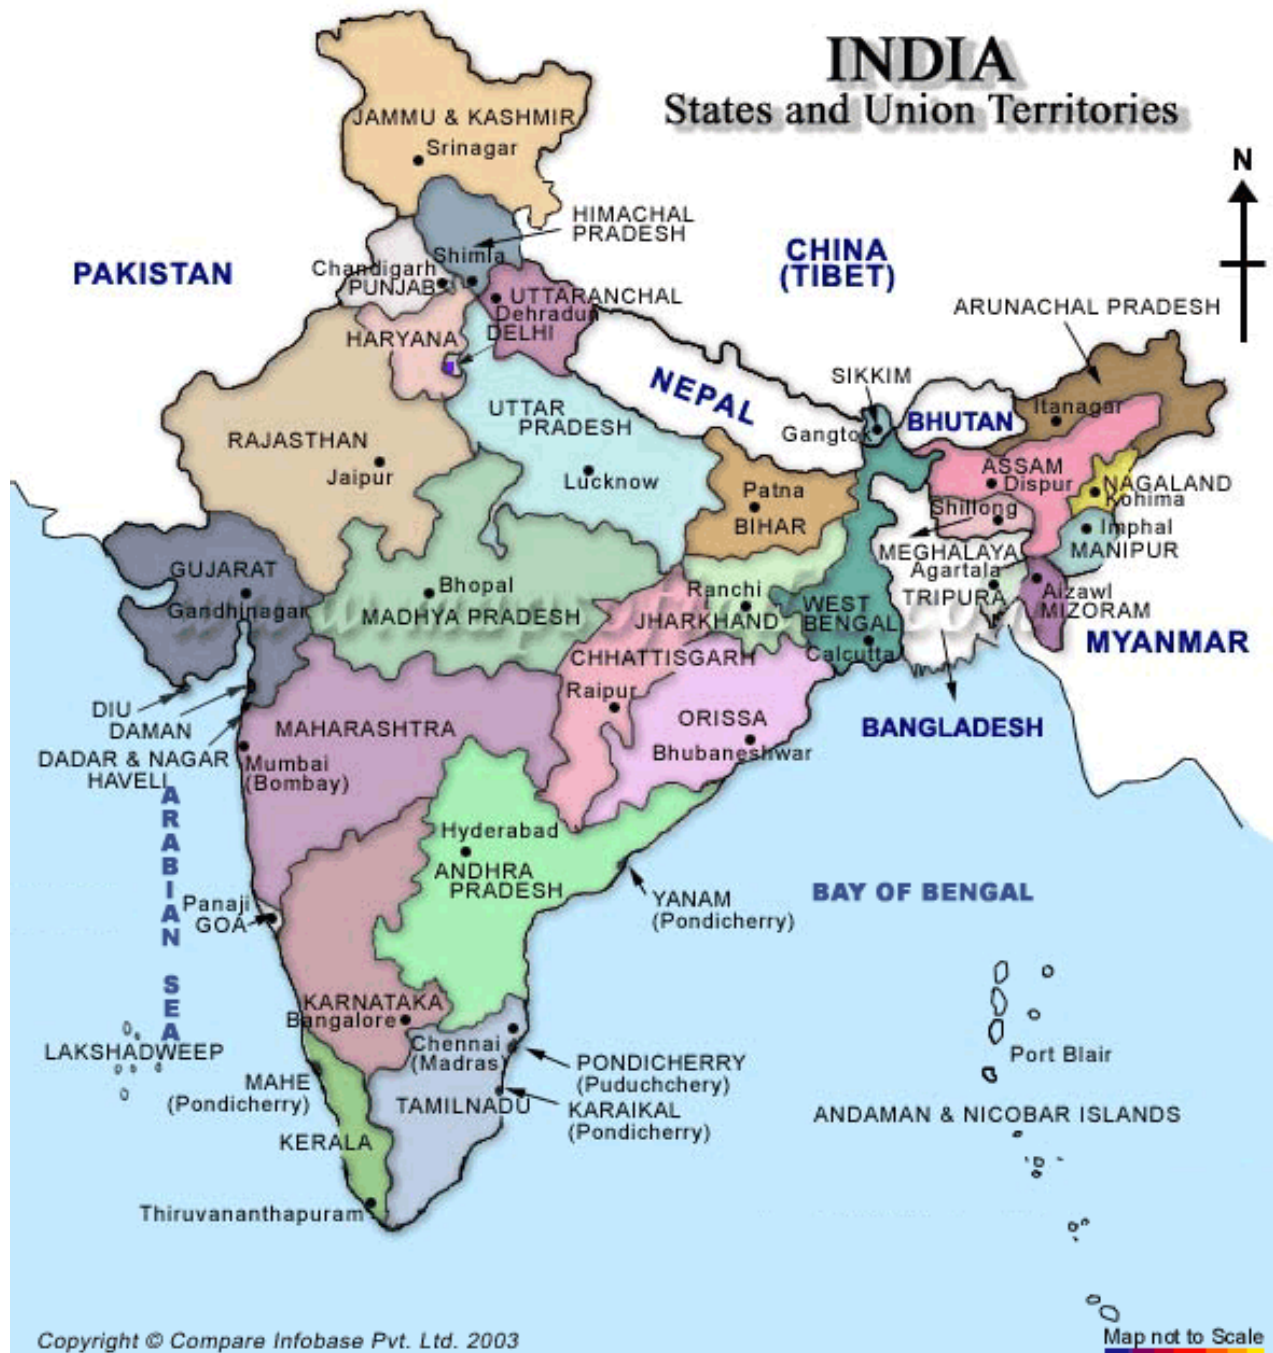 INDIA
States and Union Territories
N
JAMMU & KASHMIR
Srinagar
HIMACHAL
PRADESH
Shimla
PAKISTAN
CHINA
(TIBET)
Chandigarh
PUNJAB
UTTARANCHAL
Dehradun
DELHI
HARYANA
ARUNACHAL PRADESH
NEPAL
SIKKIM
Gangtok
BHUTAN
Itanagar
UTTAR
PRADESH
Lucknow
RAJASTHAN
Jaipur
Patna
BIHAR
ASSAM
Dispur
NAGALAND
Kohima
Shillong
MEGHALAYA
Imphal
MANIPUR
Agartala
TRIPURA
Aizawl
MIZORAM
MYANMAR
GUJARAT
Gandhinagar
Bhopal
MADHYA PRADESH
Ranchi
JHARKHAND
WEST
BENGAL
Calcutta
CHHATTISGARH
Raipur
ORISSA
Bhubaneshwar
BANGLADESH
DIU
DAMAN
DADAR & NAGAR
HAVELI
MAHARASHTRA
Mumbai
(Bombay)
ARABIAN SEA
Hyderabad
ANDHRA
PRADESH
YANAM
(Pondicherry)
BAY OF BENGAL
Panaji
GOA
KARNATAKA
Bangalore
Chennai
(Madras)
PONDICHERRY
(Puduchchery)
LAKSHADWEEP
MAHE
(Pondicherry)
TAMILNADU
KARAIKAL
(Pondicherry)
KERALA
Thiruvananthapuram
Port Blair
ANDAMAN & NICOBAR ISLANDS
Copyright © Compare Infobase Pvt. Ltd. 2003
Map not to Scale